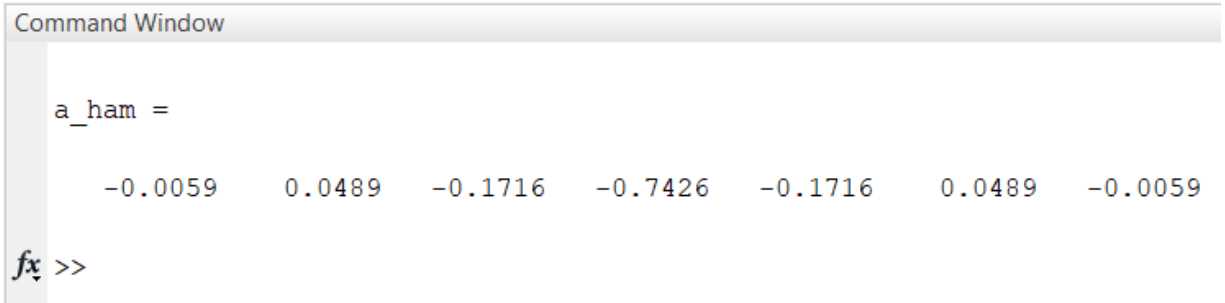 Command Window
a_ham =
-0.0059 0.0489 -0.1716 -0.7426 -0.1716 0.0489 -0.0059
fx >>